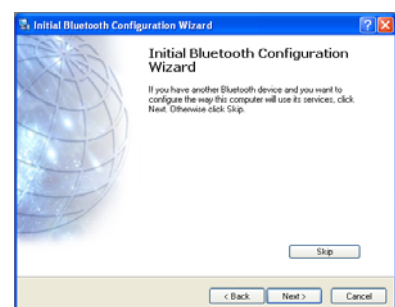 Initial Bluetooth Configuration Wizard
Initial Bluetooth Configuration
Wizard
If you have another Bluetooth device and you want to
configure the way this computer will use its services, click
Next. Otherwise click Skip.
Skip
< Back
Next >
Cancel